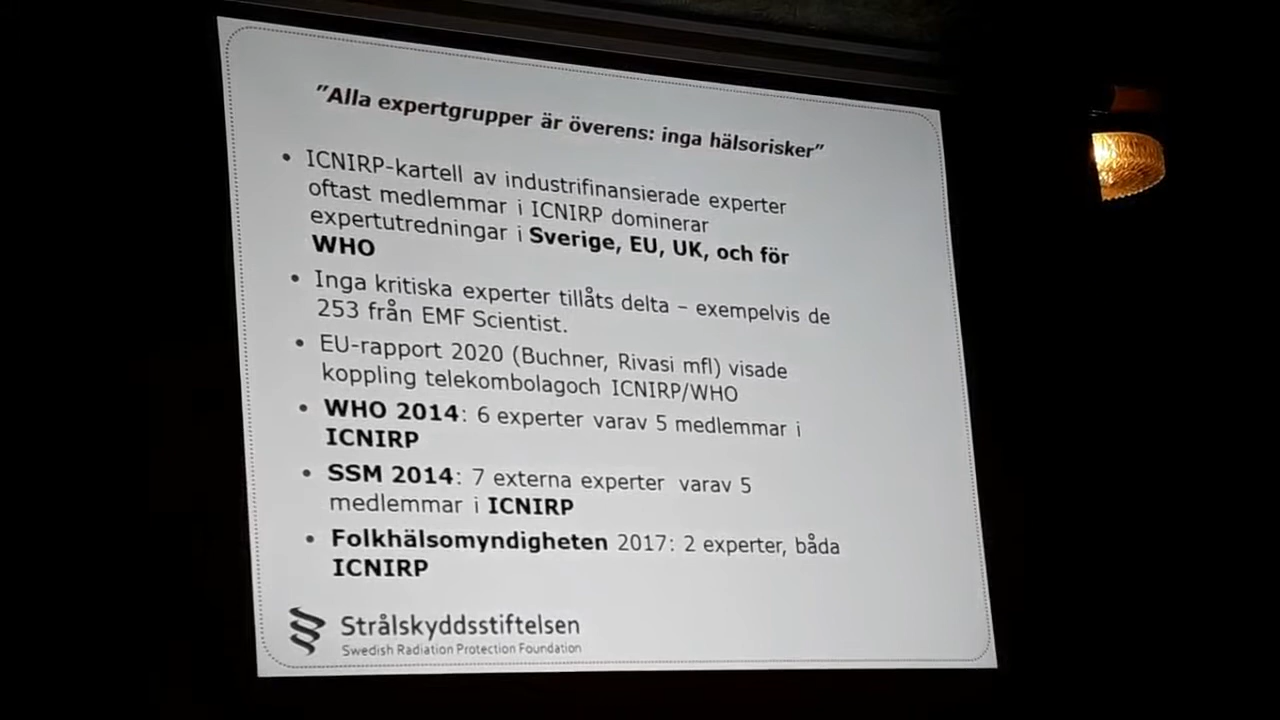 "Alla expertgrupper är överens: inga hälsorisker"
• ICNIRP-kartell av industrifinansierade experter
oftast medlemmar i ICNIRP dominerar
expertutredningar i Sverige, EU, UK, och för
WHO
• Inga kritiska experter tillåts delta – exempelvis de
253 från EMF Scientist.
• EU-rapport 2020 (Buchner, Rivasi mfl) visade
koppling telekombolagoch ICNIRP/WHO
• WHO 2014: 6 experter varav 5 medlemmar i
ICNIRP
• SSM 2014: 7 externa experter varav 5
medlemmar i ICNIRP
• Folkhälsomyndigheten 2017: 2 experter, båda
ICNIRP
Strålskyddsstiftelsen
Swedish Radiation Protection Foundation